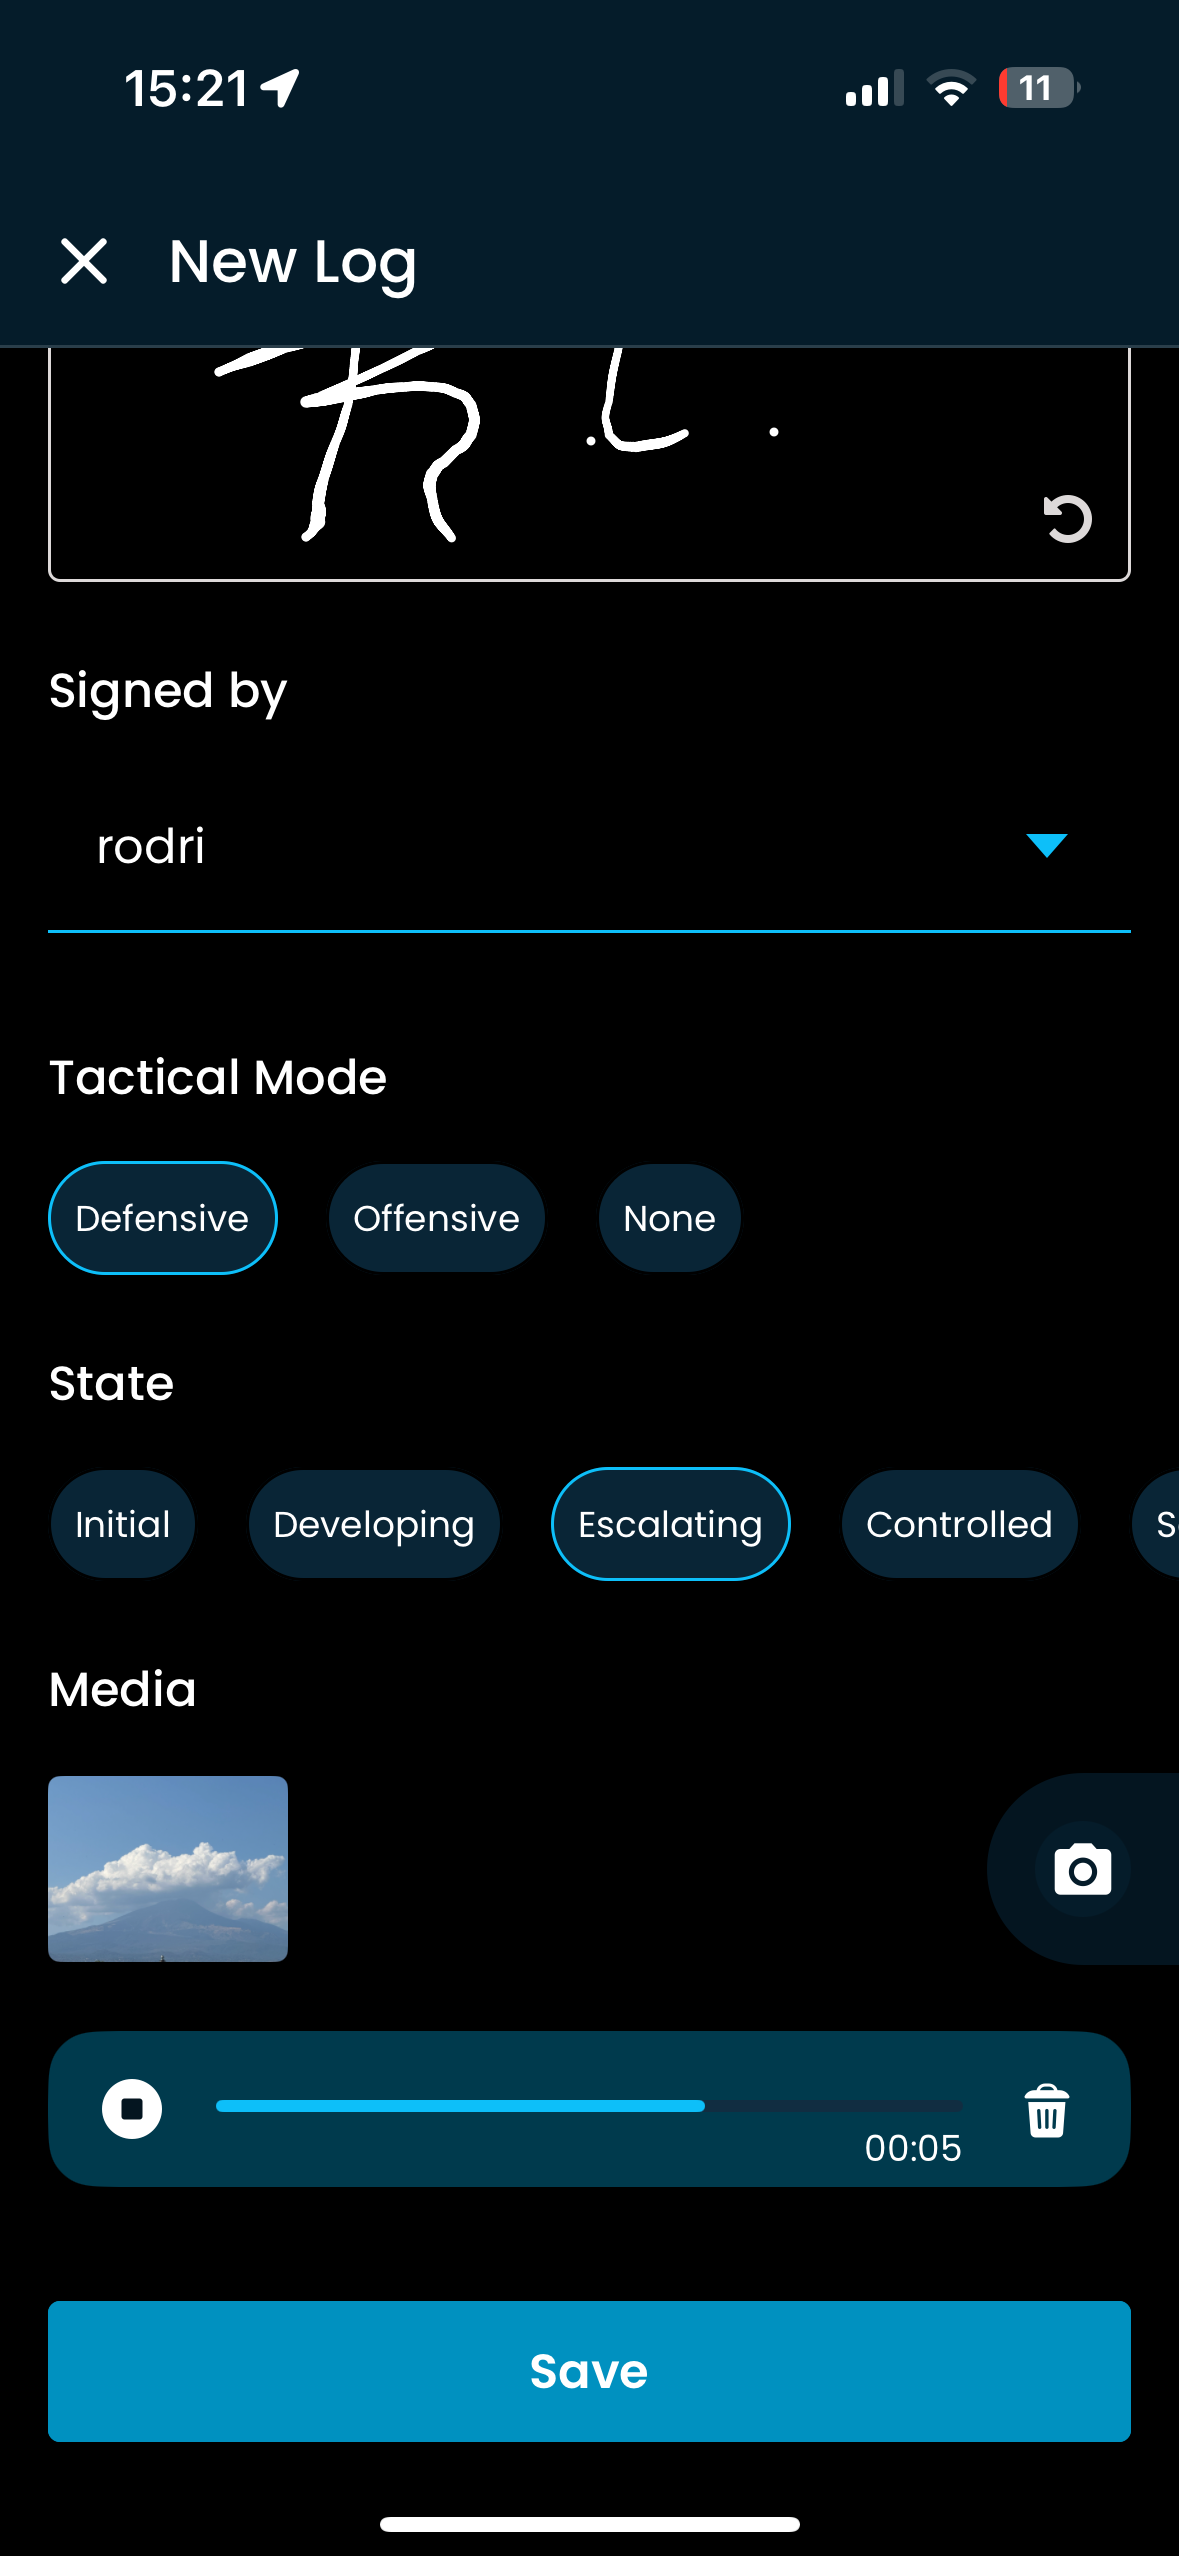 15:21 11
New Log
R. L.
Signed by
rodri
Tactical Mode
Defensive Offensive None
State
Initial Developing Escalating Controlled
Media
00:05
Save